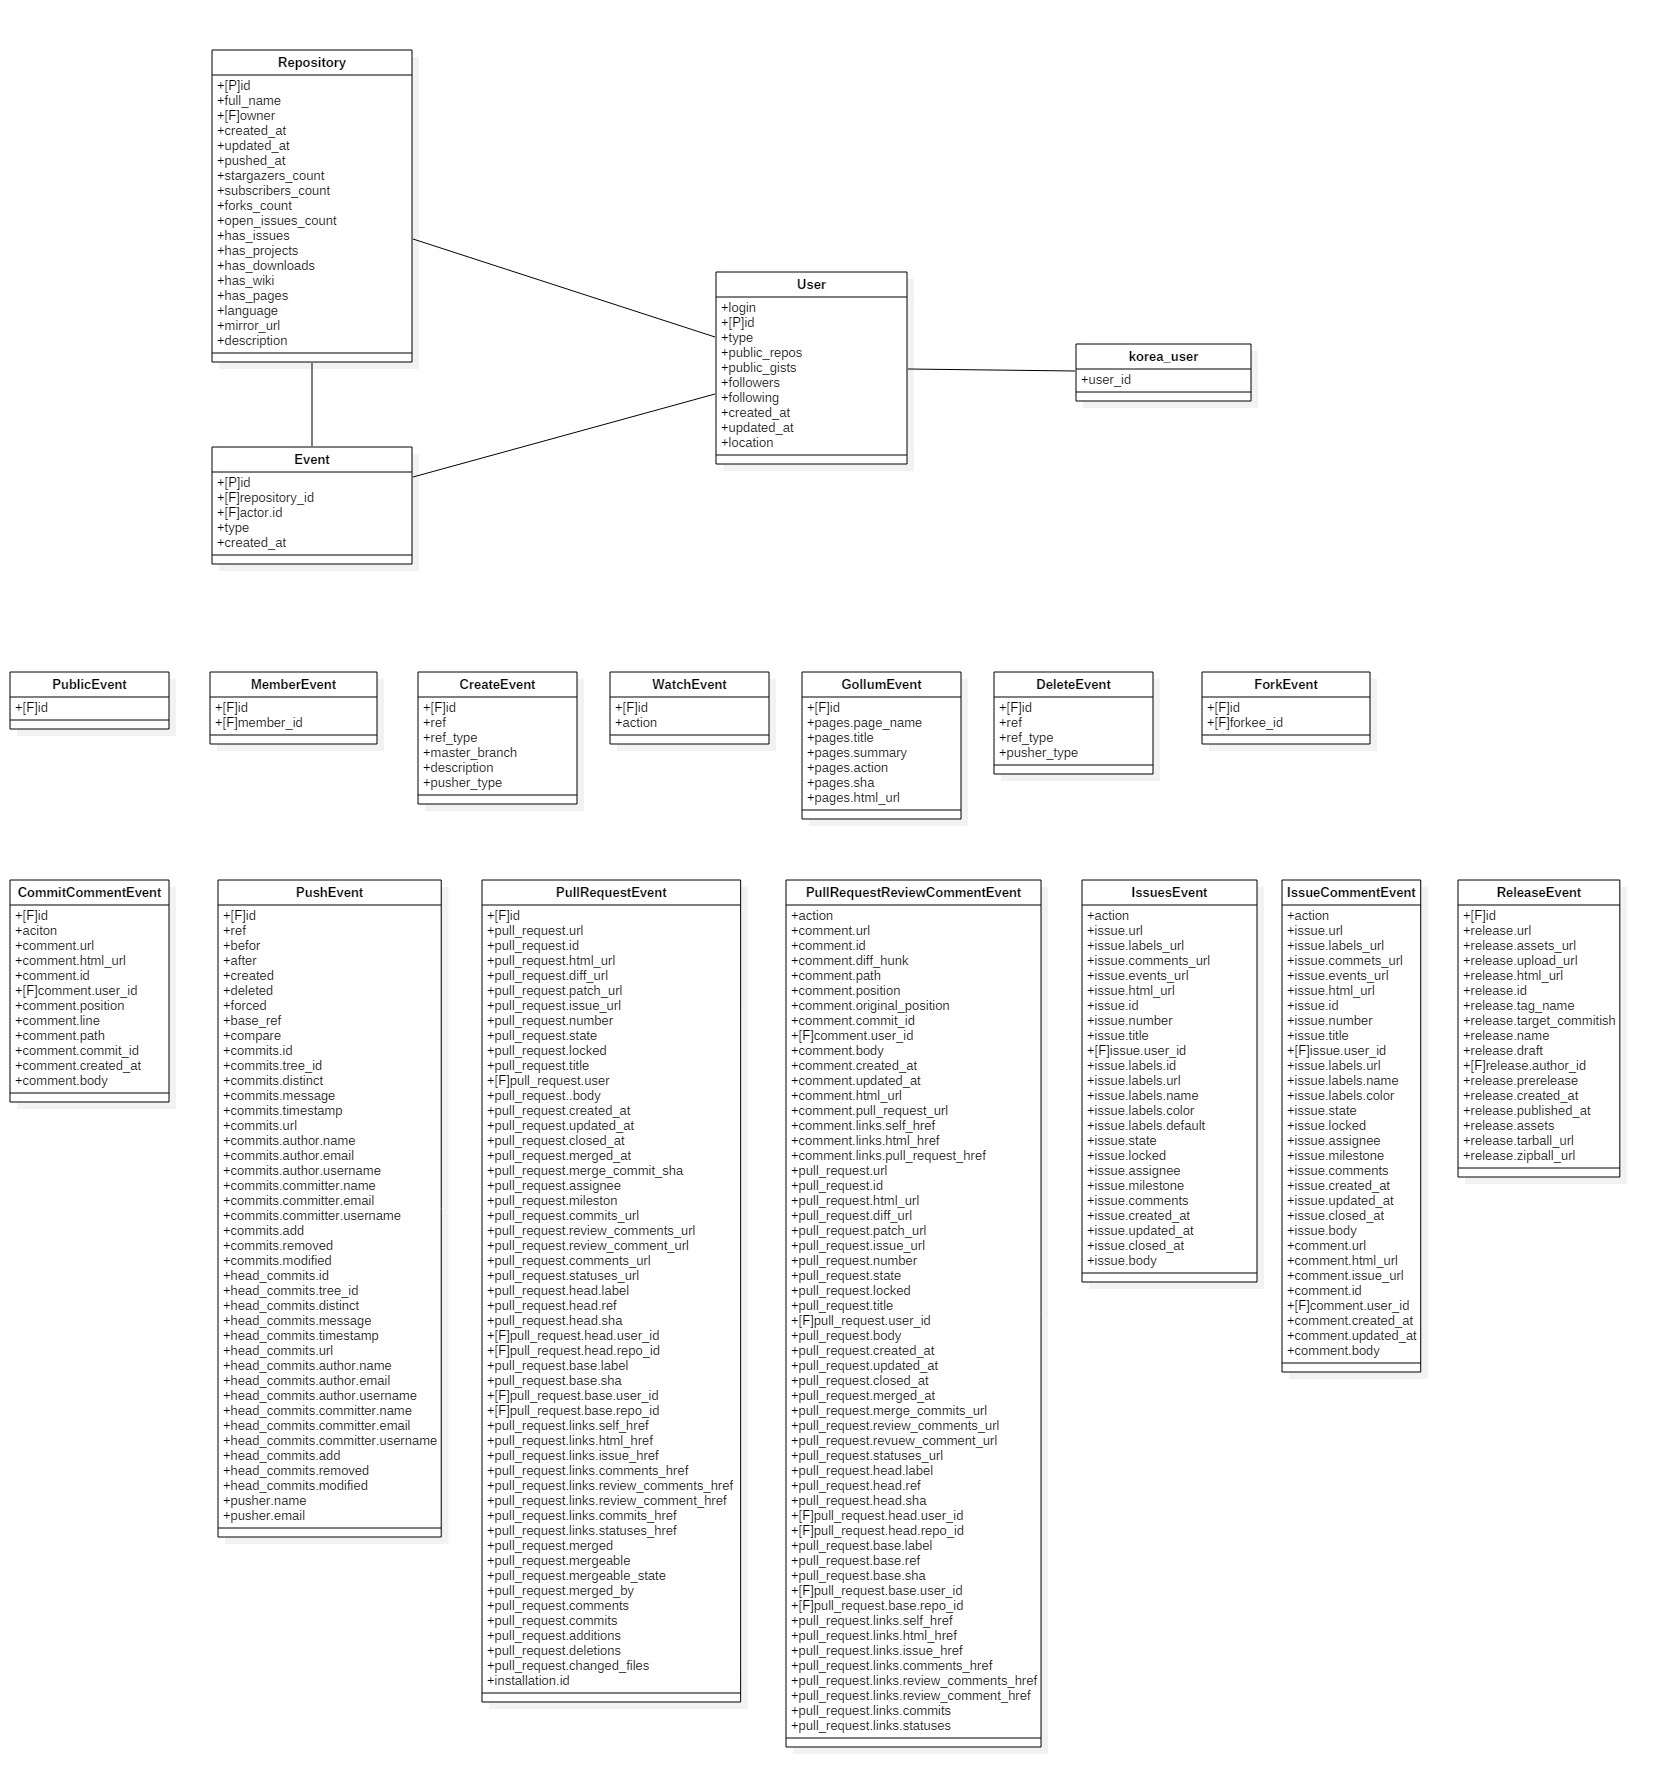 Repository
+[P]id
+full_name
+[F]owner
+created_at
+updated_at
+pushed_at
+stargazers_count
+subscribers_count
+forks_count
+open_issues_count
+has_issues
+has_projects
+has_downloads
+has_wiki
+has_pages
+language
+mirror_url
+description
User
+login
+[P]id
+type
+public_repos
+public_gists
+followers
+following
+created_at
+updated_at
+location
korea_user
+user_id
Event
+[P]id
+[F]repository_id
+[F]actor.id
+type
+created_at
PublicEvent
+[F]id
MemberEvent
+[F]id
+[F]member_id
CreateEvent
+[F]id
+ref
+ref_type
+master_branch
+description
+pusher_type
WatchEvent
+[F]id
+action
GollumEvent
+[F]id
+pages.page_name
+pages.title
+pages.summary
+pages.action
+pages.sha
+pages.html_url
DeleteEvent
+[F]id
+ref
+ref_type
+pusher_type
ForkEvent
+[F]id
+[F]forkee_id
CommitCommentEvent
+[F]id
+aciton
+comment.url
+comment.html_url
+comment.id
+[F]comment.user_id
+comment.position
+comment.line
+comment.path
+comment.commit_id
+comment.created_at
+comment.body
PushEvent
+[F]id
+ref
+befor
+after
+created
+deleted
+forced
+base_ref
+compare
+commits.id
+commits.tree_id
+commits.distinct
+commits.message
+commits.timestamp
+commits.url
+commits.author.name
+commits.author.email
+commits.author.username
+commits.committer.name
+commits.committer.email
+commits.committer.username
+commits.add
+commits.removed
+commits.modified
+head_commits.id
+head_commits.tree_id
+head_commits.distinct
+head_commits.message
+head_commits.timestamp
+head_commits.url
+head_commits.author.name
+head_commits.author.email
+head_commits.author.username
+head_commits.committer.name
+head_commits.committer.email
+head_commits.committer.username
+head_commits.add
+head_commits.removed
+head_commits.modified
+pusher.name
+pusher.email
PullRequestEvent
+[F]id
+pull_request.url
+pull_request.id
+pull_request.html_url
+pull_request.diff_url
+pull_request.patch_url
+pull_request.issue_url
+pull_request.number
+pull_request.state
+pull_request.locked
+pull_request.title
+[F]pull_request.user
+pull_request..body
+pull_request.created_at
+pull_request.updated_at
+pull_request.closed_at
+pull_request.merged_at
+pull_request.merge_commit_sha
+pull_request.assignee
+pull_request.mileston
+pull_request.commits_url
+pull_request.review_comments_url
+pull_request.review_comment_url
+pull_request.comments_url
+pull_request.statuses_url
+pull_request.head.label
+pull_request.head.ref
+pull_request.head.sha
+[F]pull_request.head.user_id
+[F]pull_request.head.repo_id
+pull_request.base.label
+pull_request.base.sha
+[F]pull_request.base.user_id
+[F]pull_request.base.repo_id
+pull_request.links.self_href
+pull_request.links.html_href
+pull_request.links.issue_href
+pull_request.links.comments_href
+pull_request.links.review_comments_href
+pull_request.links.review_comment_href
+pull_request.links.commits_href
+pull_request.links.statuses_href
+pull_request.merged
+pull_request.mergeable
+pull_request.mergeable_state
+pull_request.merged_by
+pull_request.comments
+pull_request.commits
+pull_request.additions
+pull_request.deletions
+pull_request.changed_files
+installation.id
PullRequestReviewCommentEvent
+action
+comment.url
+comment.id
+comment.diff_hunk
+comment.path
+comment.position
+comment.original_position
+comment.commit_id
+[F]comment.user_id
+comment.body
+comment.created_at
+comment.updated_at
+comment.html_url
+comment.pull_request_url
+comment.links.self_href
+comment.links.html_href
+comment.links.pull_request_href
+pull_request.url
+pull_request.id
+pull_request.html_url
+pull_request.diff_url
+pull_request.patch_url
+pull_request.issue_url
+pull_request.number
+pull_request.state
+pull_request.locked
+pull_request.title
+[F]pull_request.user_id
+pull_request.body
+pull_request.created_at
+pull_request.updated_at
+pull_request.closed_at
+pull_request.merged_at
+pull_request.merge_commits_url
+pull_request.review_comments_url
+pull_request.revuew_comment_url
+pull_request.statuses_url
+pull_request.head.label
+pull_request.head.ref
+pull_request.head.sha
+[F]pull_request.head.user_id
+[F]pull_request.head.repo_id
+pull_request.base.label
+pull_request.base.ref
+pull_request.base.sha
+[F]pull_request.base.user_id
+[F]pull_request.base.repo_id
+pull_request.links.self_href
+pull_request.links.html_href
+pull_request.links.issue_href
+pull_request.links.comments_href
+pull_request.links.review_comments_href
+pull_request.links.review_comment_href
+pull_request.links.commits
+pull_request.links.statuses
IssuesEvent
+action
+issue.url
+issue.labels_url
+issue.comments_url
+issue.events_url
+issue.html_url
+issue.id
+issue.number
+issue.title
+[F]issue.user_id
+issue.labels.id
+issue.labels.url
+issue.labels.name
+issue.labels.color
+issue.labels.default
+issue.state
+issue.locked
+issue.assignee
+issue.milestone
+issue.comments
+issue.created_at
+issue.updated_at
+issue.closed_at
+issue.body
IssueCommentEvent
+action
+issue.url
+issue.labels_url
+issue.commets_url
+issue.events_url
+issue.html_url
+issue.id
+issue.number
+issue.title
+[F]issue.user_id
+issue.labels.url
+issue.labels.name
+issue.labels.color
+issue.state
+issue.locked
+issue.assignee
+issue.milestone
+issue.comments
+issue.created_at
+issue.updated_at
+issue.closed_at
+issue.body
+comment.url
+comment.html_url
+comment.issue_url
+comment.id
+[F]comment.user_id
+comment.created_at
+comment.updated_at
+comment.body
ReleaseEvent
+[F]id
+release.url
+release.assets_url
+release.upload_url
+release.html_url
+release.id
+release.tag_name
+release.target_commitish
+release.name
+release.draft
+[F]release.author_id
+release.prerelease
+release.created_at
+release.published_at
+release.assets
+release.tarball_url
+release.zipball_url